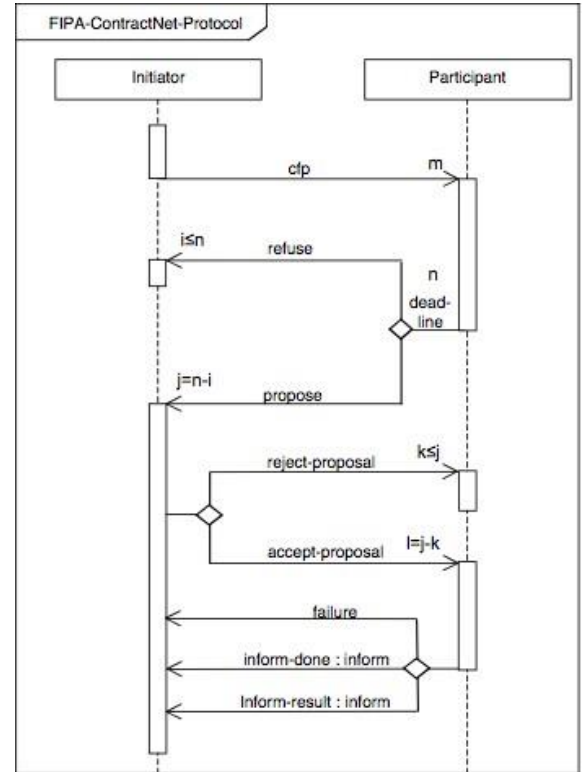 FIPA-ContractNet-Protocol
Initiator
Participant
cfp
m
i≤n
refuse
n
dead-
line
j=n-i
propose
reject-proposal
k≤j
accept-proposal
l=j-k
failure
inform-done : inform
Inform-result : inform